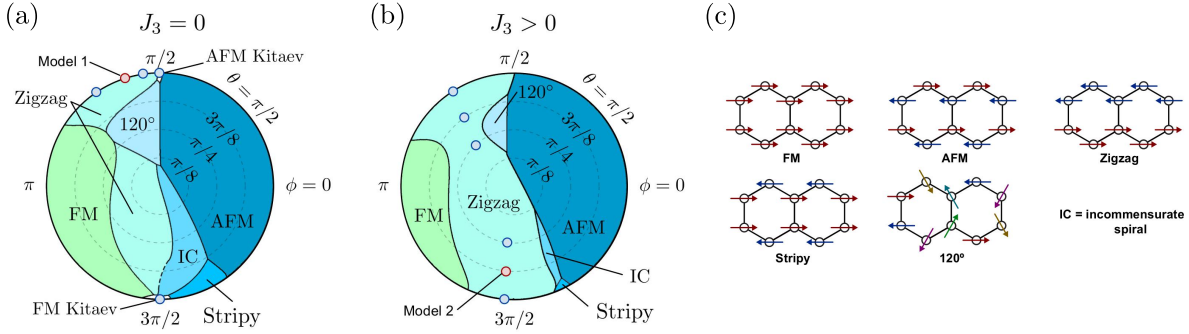 (a)
J₃ = 0
π/2
AFM Kitaev
Model 1
Zigzag
θ = π/2
3π/8
π/4
π/8
120°
π
FM
AFM
ϕ = 0
IC
FM Kitaev
3π/2
Stripy
(b)
J₃ > 0
π/2
θ = π/2
120°
3π/8
π/4
π/8
π
Zigzag
ϕ = 0
FM
AFM
IC
Model 2
Stripy
3π/2
(c)
FM
AFM
Zigzag
Stripy
120º
IC = incommensurate
spiral